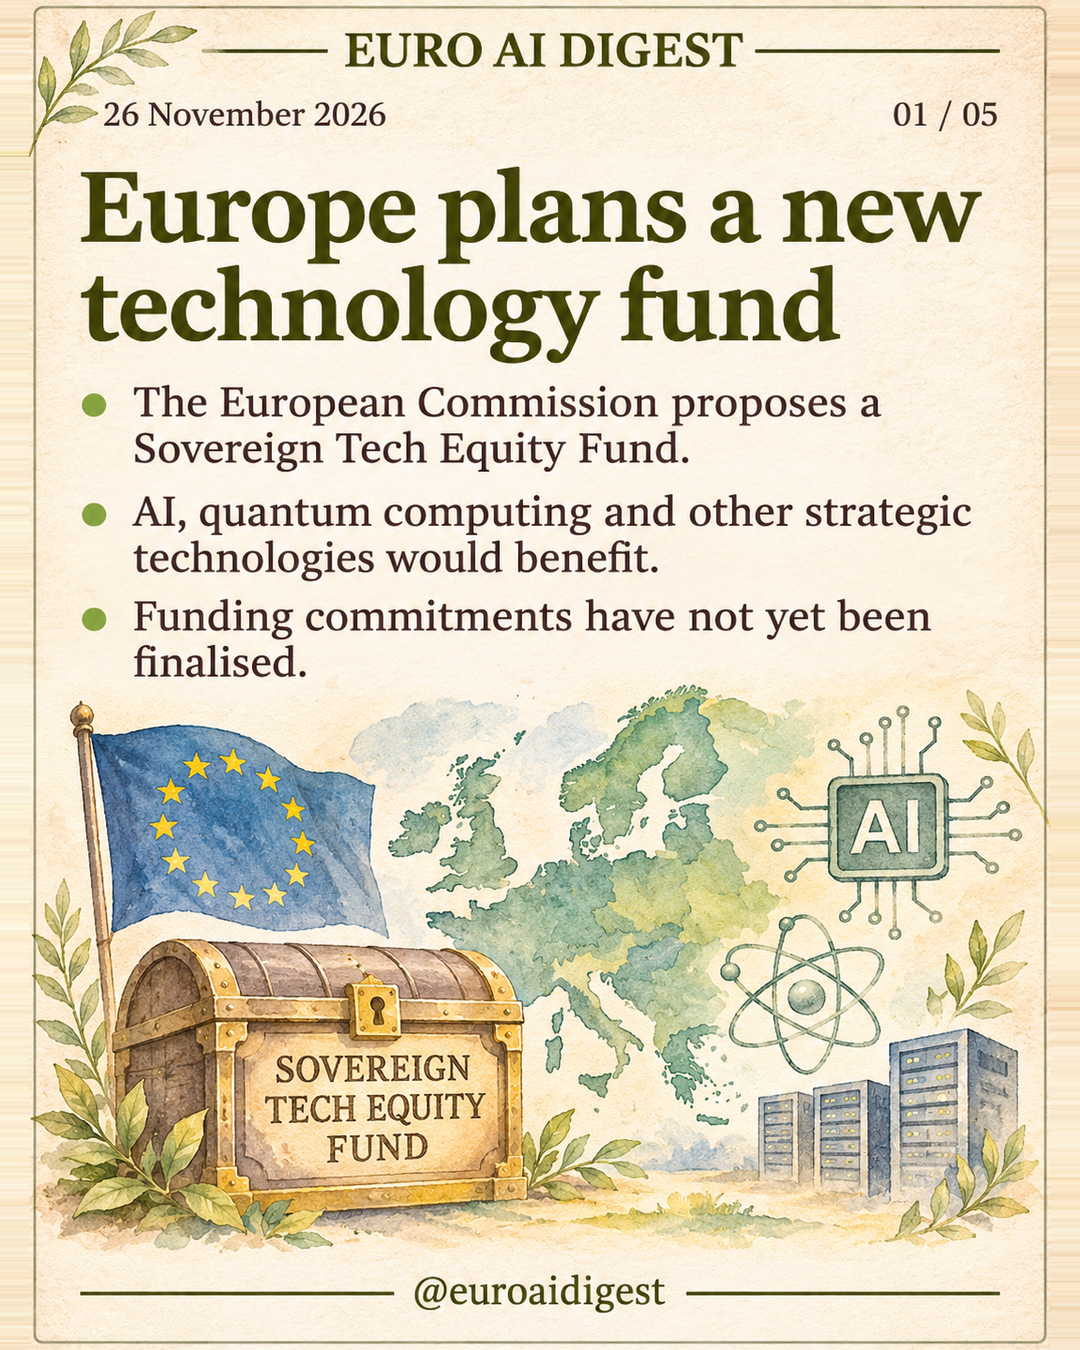 EURO AI DIGEST
26 November 2026
01 / 05
Europe plans a new
technology fund
The European Commission proposes a
Sovereign Tech Equity Fund.
AI, quantum computing and other strategic
technologies would benefit.
Funding commitments have not yet been
finalised.
AI
SOVEREIGN
TECH EQUITY
FUND
@euroaidigest